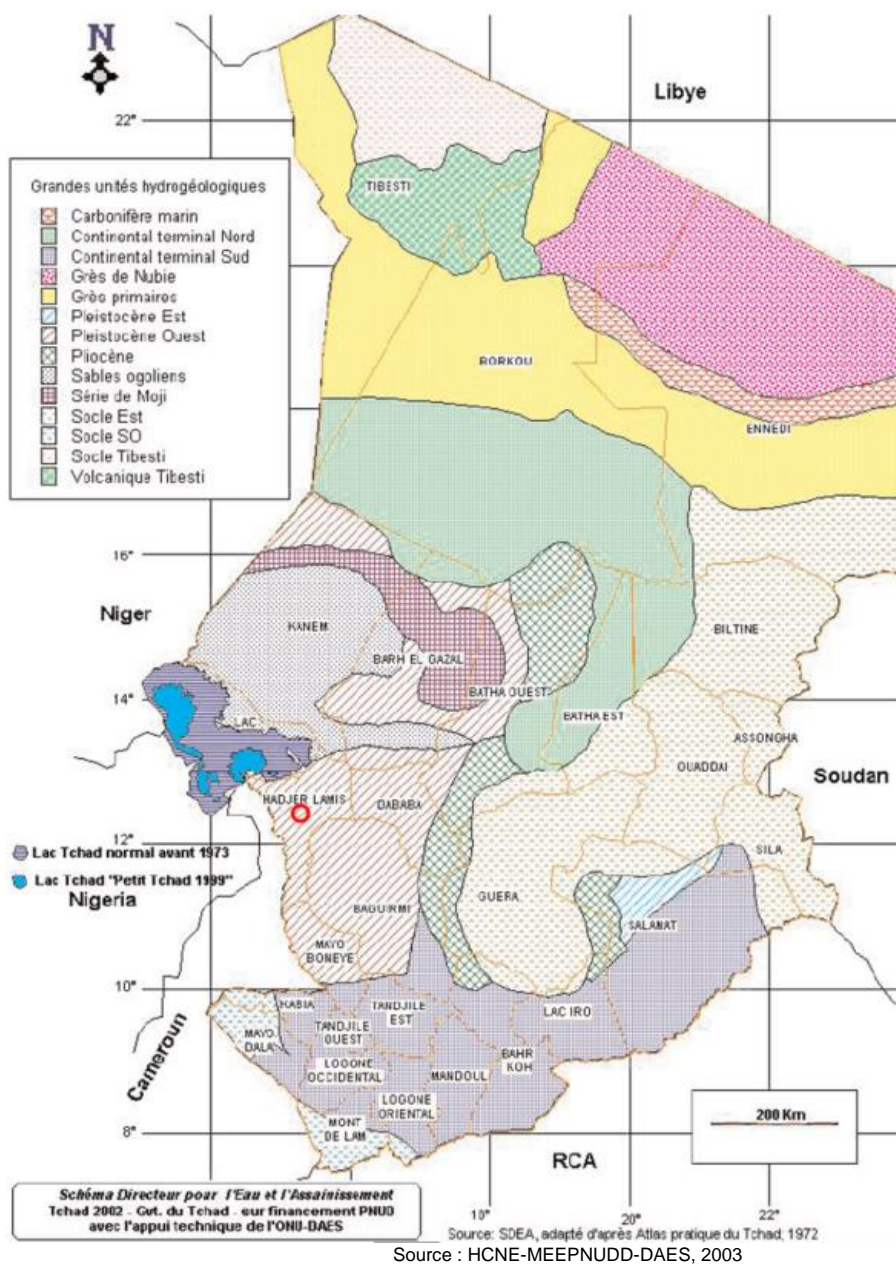 N
Libye
22°
Grandes unités hydrogéologiques
Carbonifère marin
Continental terminal Nord
Continental terminal Sud
Grès de Nubie
Grès primaires
Pleistocène Est
Pleistocène Ouest
Pliocène
Sables ogoliens
Série de Moji
Socle Est
Socle SO
Socle Tibesti
Volcanique Tibesti
TIBESTI
BORKOU
ENNEDI
16°
Niger
KANEM
BILTINE
BARH EL GAZAL
14°
BATHA OUEST
LAC
BATHA EST
ASSONGHA
OUADDAI
Soudan
HADJER LAMIS
DABABA
12°
Lac Tchad normal avant 1973
SILA
Lac Tchad "Petit Tchad 1999"
Nigeria
GUERA
BAGUIRMI
SALAMAT
MAYO
BONEYE
10°
KABIA
TANDJILE
EST
LAC IRO
MAYO
DALA
TANDJILE
OUEST
Cameroun
LOGONE
OCCIDENTAL
MANDOUL
BAHR
KOH
LOGONE
ORIENTAL
MONT
DE LAM
200 Km
8°
RCA
Schéma Directeur pour l'Eau et l'Assainissement
Tchad 2002 - Gvt. du Tchad - sur financement PNUD
avec l'appui technique de l'ONU-DAES
18°
20°
22°
Source: SDEA, adapté d'après Atlas pratique du Tchad, 1972
Source : HCNE-MEEPNUDD-DAES, 2003